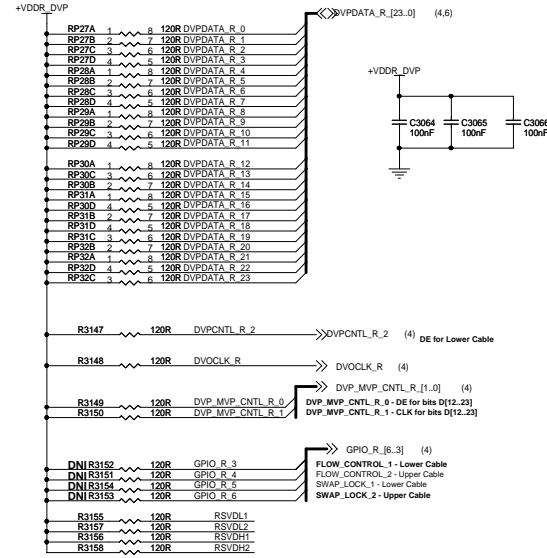 +VDDR_DVP
DVPDATA_R_[23..0] (4,6)
RP27A 1 8 120R DVPDATA_R_0
RP27B 2 7 120R DVPDATA_R_1
RP27C 3 6 120R DVPDATA_R_2
RP27D 4 5 120R DVPDATA_R_3
RP28A 1 8 120R DVPDATA_R_4
RP28B 2 7 120R DVPDATA_R_5
RP28C 3 6 120R DVPDATA_R_6
RP28D 4 5 120R DVPDATA_R_7
RP29A 1 8 120R DVPDATA_R_8
RP29B 2 7 120R DVPDATA_R_9
RP29C 3 6 120R DVPDATA_R_10
RP29D 4 5 120R DVPDATA_R_11
RP30A 1 8 120R DVPDATA_R_12
RP30C 3 6 120R DVPDATA_R_13
RP30B 2 7 120R DVPDATA_R_14
RP31A 1 8 120R DVPDATA_R_15
RP30D 4 5 120R DVPDATA_R_16
RP31B 2 7 120R DVPDATA_R_17
RP31D 4 5 120R DVPDATA_R_18
RP31C 3 6 120R DVPDATA_R_19
RP32B 2 7 120R DVPDATA_R_20
RP32A 1 8 120R DVPDATA_R_21
RP32D 4 5 120R DVPDATA_R_22
RP32C 3 6 120R DVPDATA_R_23
+VDDR_DVP
C3064 100nF
C3065 100nF
C3066 100nF
R3147 120R DVPCNTL_R_2 DVPCNTL_R_2 (4) DE for Lower Cable
R3148 120R DVOCLK_R DVOCLK_R (4)
DVP_MVP_CNTL_R_[1..0] (4)
R3149 120R DVP_MVP_CNTL_R_0 DVP_MVP_CNTL_R_0 - DE for bits D[12..23]
R3150 120R DVP_MVP_CNTL_R_1 DVP_MVP_CNTL_R_1 - CLK for bits D[12..23]
GPIO_R_[6..3] (4)
DNI R3152 120R GPIO_R_3 FLOW_CONTROL_1 - Lower Cable
R3151 120R GPIO_R_4 FLOW_CONTROL_2 - Upper Cable
DNI R3154 120R GPIO_R_5 SWAP_LOCK_1 - Lower Cable
DNI R3153 120R GPIO_R_6 SWAP_LOCK_2 - Upper Cable
R3155 120R RSVDL1
R3157 120R RSVDL2
R3156 120R RSVDH1
R3158 120R RSVDH2